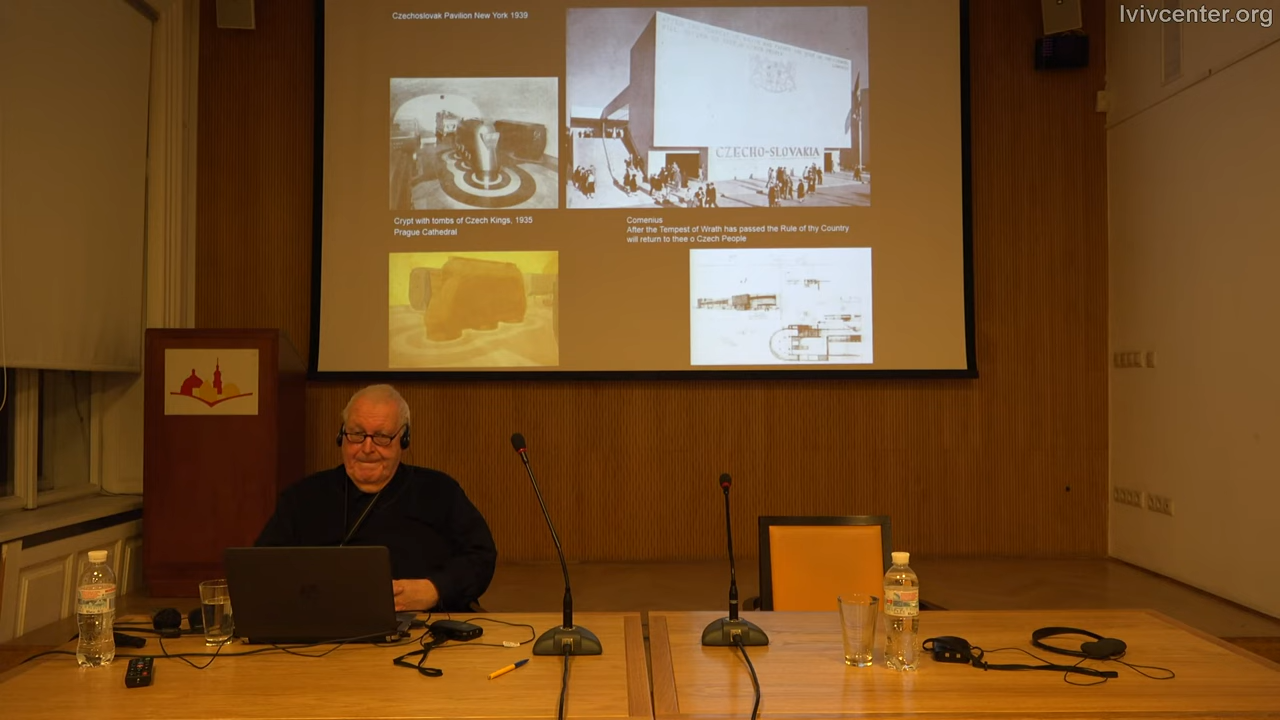 lvivcenter.org
Czechoslovak Pavilion New York 1939
CZECHO-SLOVAKIA
Crypt with tombs of Czech Kings, 1935
Prague Cathedral
Comenius
After the Tempest of Wrath has passed the Rule of thy Country
will return to thee o Czech People